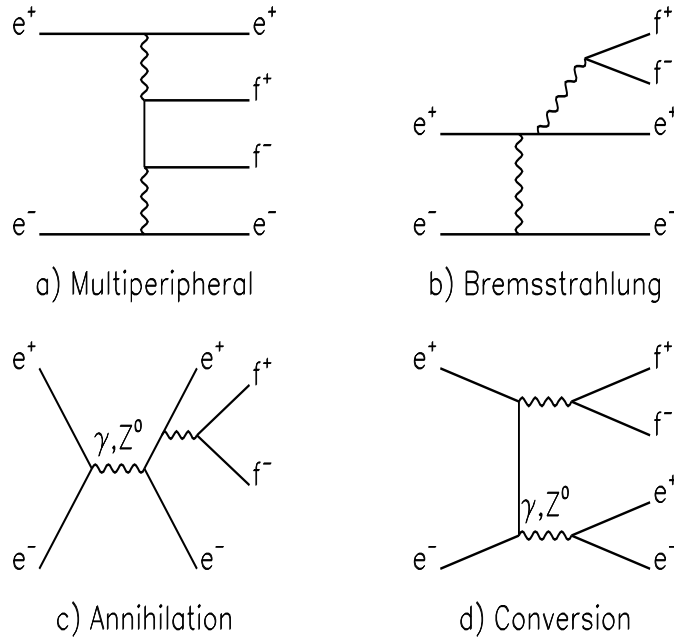 e⁺ e⁺
f⁺
f⁻
e⁻ e⁻
a) Multiperipheral
f⁺
f⁻
e⁺ e⁺
e⁻ e⁻
b) Bremsstrahlung
e⁺ e⁺
f⁺
γ,Z⁰
f⁻
e⁻ e⁻
c) Annihilation
e⁺ f⁺
f⁻
γ,Z⁰ e⁺
e⁻ e⁻
d) Conversion